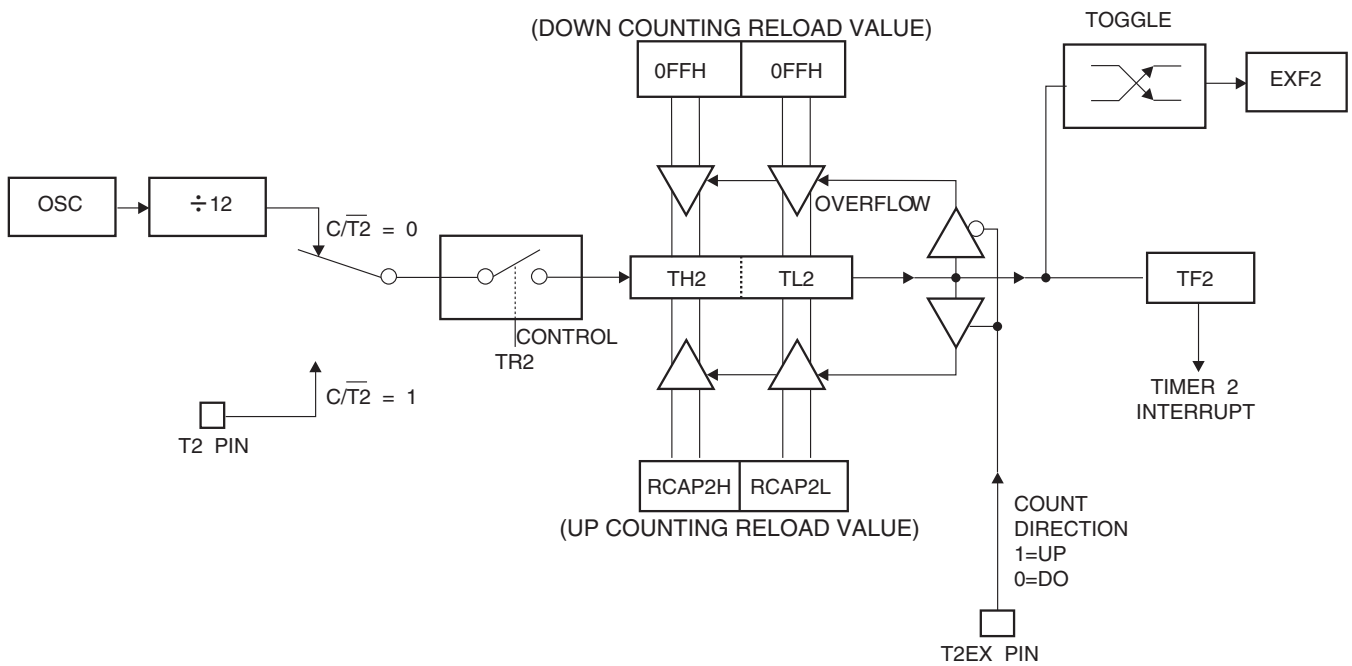 TOGGLE
(DOWN COUNTING RELOAD VALUE)
0FFH 0FFH
EXF2
OSC
÷12
OVERFLOW
C/T2̅ = 0
TH2 TL2
TF2
CONTROL
TR2
C/T2̅ = 1
TIMER 2
INTERRUPT
T2 PIN
RCAP2H RCAP2L
(UP COUNTING RELOAD VALUE)
COUNT
DIRECTION
1=UP
0=DO
T2EX PIN